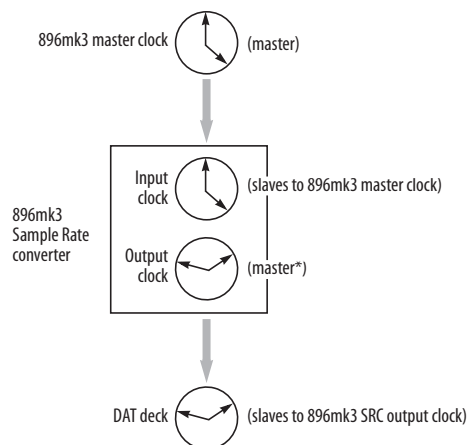 896mk3 master clock
(master)
Input
clock
(slaves to 896mk3 master clock)
896mk3
Sample Rate
converter
Output
clock
(master*)
DAT deck
(slaves to 896mk3 SRC output clock)